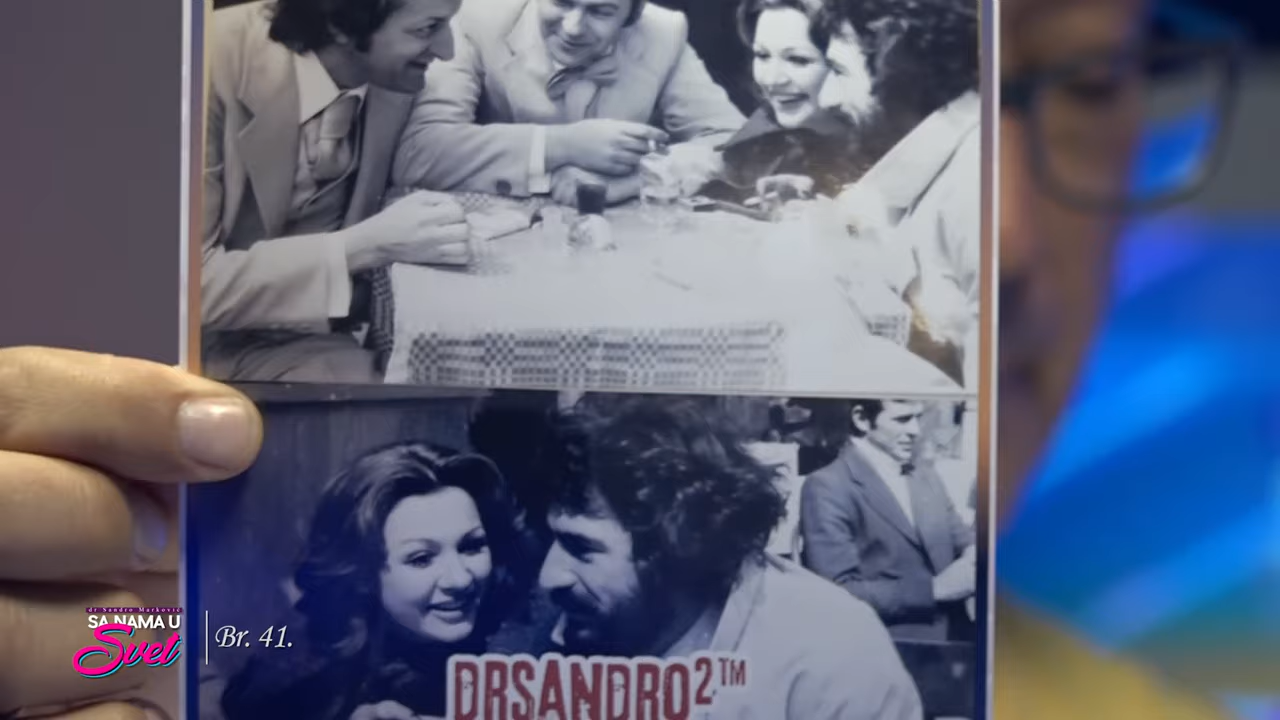 dr Sandro Marković
SA NAMA U
Svet
Br. 41.
DRSANDRO2™